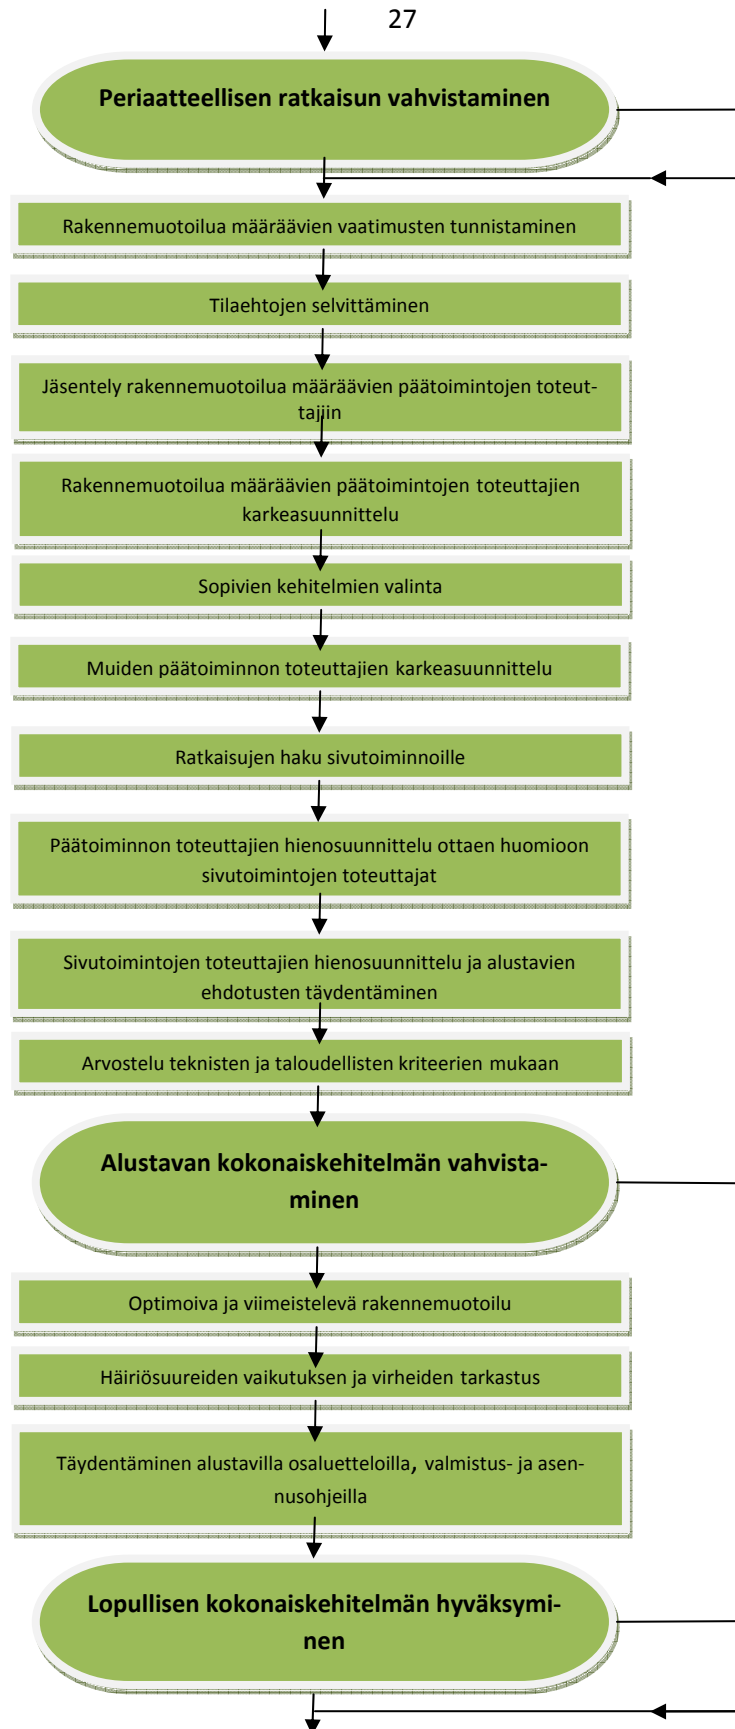 27
Periaatteellisen ratkaisun vahvistaminen
Rakennemuotoilua määräävien vaatimusten tunnistaminen
Tilaehtojen selvittäminen
Jäsentely rakennemuotoilua määräävien päätoimintojen toteut-
tajiin
Rakennemuotoilua määräävien päätoimintojen toteuttajien
karkeasuunnittelu
Sopivien kehitelmien valinta
Muiden päätoiminnon toteuttajien karkeasuunnittelu
Ratkaisujen haku sivutoiminnoille
Päätoiminnon toteuttajien hienosuunnittelu ottaen huomioon
sivutoimintojen toteuttajat
Sivutoimintojen toteuttajien hienosuunnittelu ja alustavien
ehdotusten täydentäminen
Arvostelu teknisten ja taloudellisten kriteerien mukaan
Alustavan kokonaiskehitelmän vahvista-
minen
Optimoiva ja viimeistelevä rakennemuotoilu
Häiriösuureiden vaikutuksen ja virheiden tarkastus
Täydentäminen alustavilla osaluetteloilla, valmistus- ja asen-
nusohjeilla
Lopullisen kokonaiskehitelmän hyväksymi-
nen